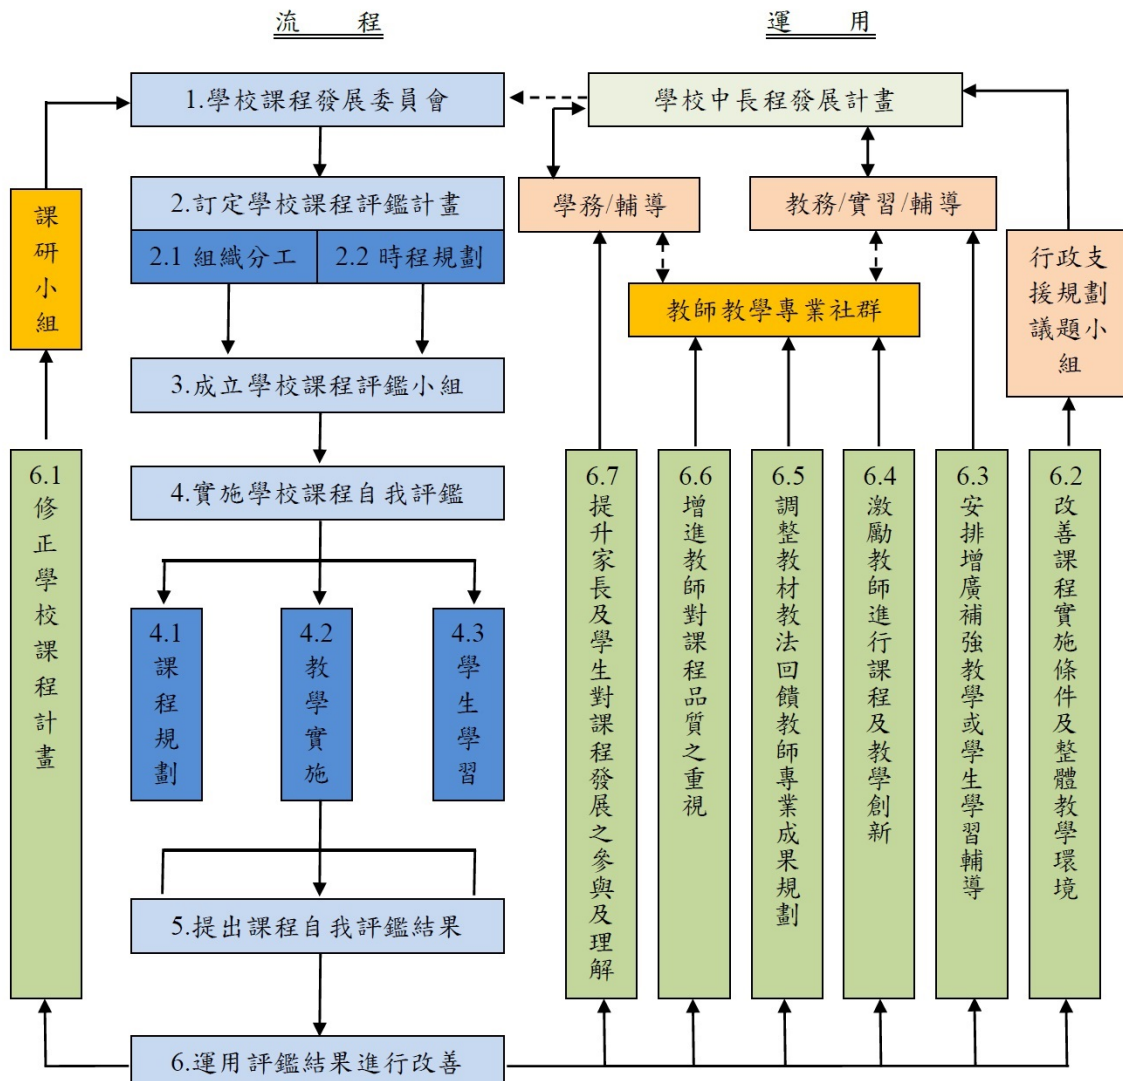 流 程
運 用
1.學校課程發展委員會
學校中長程發展計畫
2.訂定學校課程評鑑計畫
2.1 組織分工
2.2 時程規劃
學務/輔導
教務/實習/輔導
課研小組
行政支
援規劃
議題小
組
教師教學專業社群
3.成立學校課程評鑑小組
4.實施學校課程自我評鑑
6.1
修正學校課程計畫
4.1
課程規劃
4.2
教學實施
4.3
學生學習
6.7
提升家長及學生對課程發展之參與及理解
6.6
增進教師對課程品質之重視
6.5
調整教材教法回饋教師專業成果規劃
6.4
激勵教師進行課程及教學創新
6.3
安排增廣補強教學或學生學習輔導
6.2
改善課程實施條件及整體教學環境
5.提出課程自我評鑑結果
6.運用評鑑結果進行改善